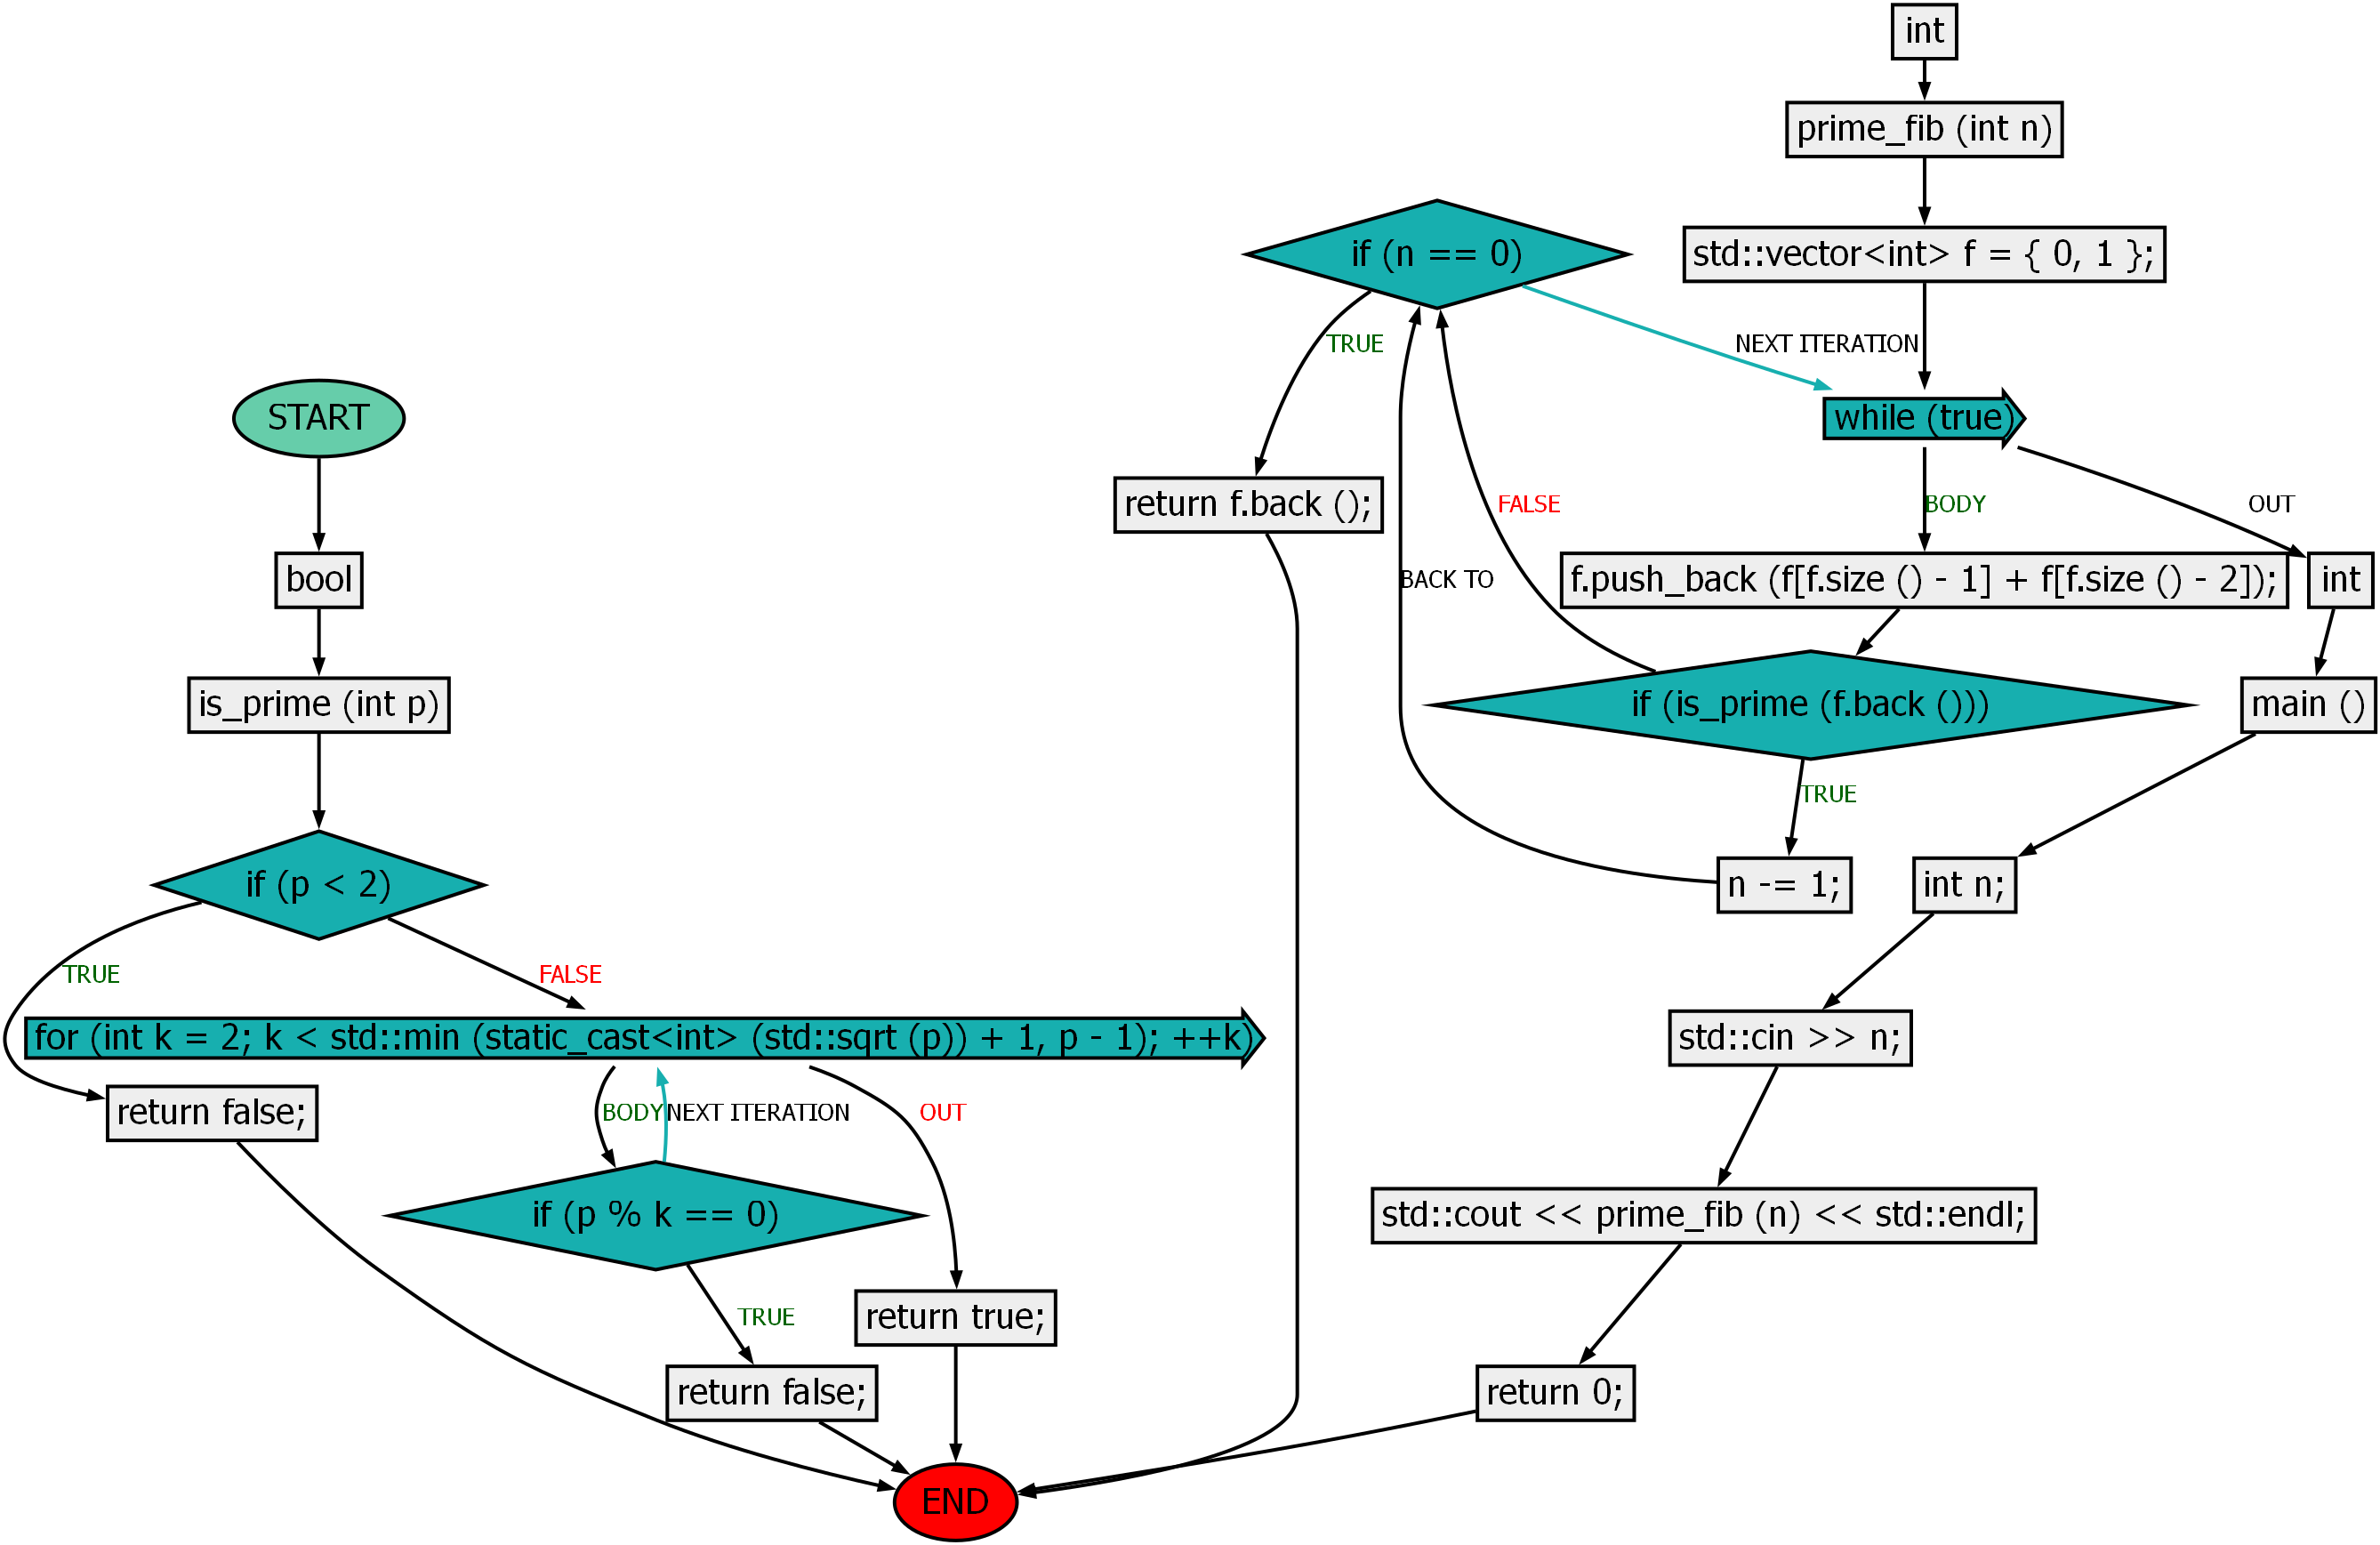 START
bool
is_prime (int p)
if (p < 2)
TRUE
FALSE
for (int k = 2; k < std::min (static_cast<int> (std::sqrt (p)) + 1, p - 1); ++k)
return false;
BODY
NEXT ITERATION
OUT
if (p % k == 0)
TRUE
return false;
return true;
END
int
prime_fib (int n)
std::vector<int> f = { 0, 1 };
if (n == 0)
TRUE
NEXT ITERATION
while (true)
return f.back ();
FALSE
BODY
OUT
BACK TO
f.push_back (f[f.size () - 1] + f[f.size () - 2]);
int
if (is_prime (f.back ()))
main ()
TRUE
n -= 1;
int n;
std::cin >> n;
std::cout << prime_fib (n) << std::endl;
return 0;